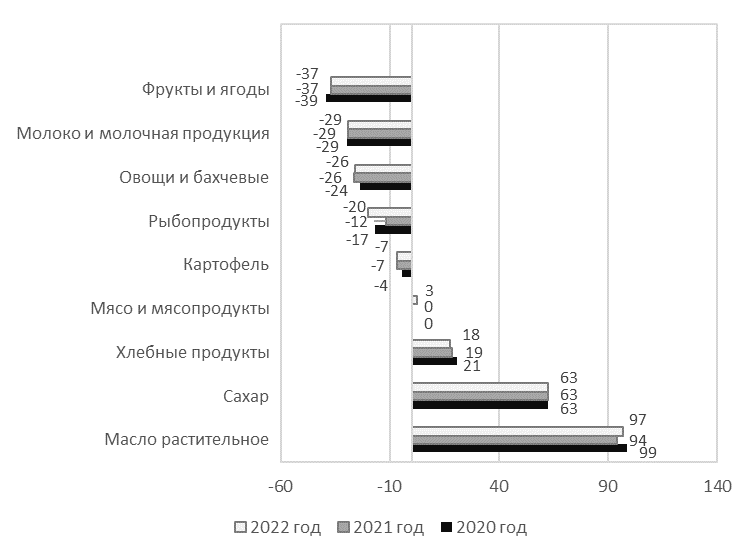 -37
Фрукты и ягоды
-37
-39
-29
Молоко и молочная продукция
-29
-29
-26
Овощи и бахчевые
-26
-24
-20
Рыбопродукты
-12
-17
-7
Картофель
-7
-4
3
Мясо и мясопродукты
0
0
18
Хлебные продукты
19
21
63
Сахар
63
63
97
Масло растительное
94
99
-60 -10 40 90 140
2022 год 2021 год 2020 год